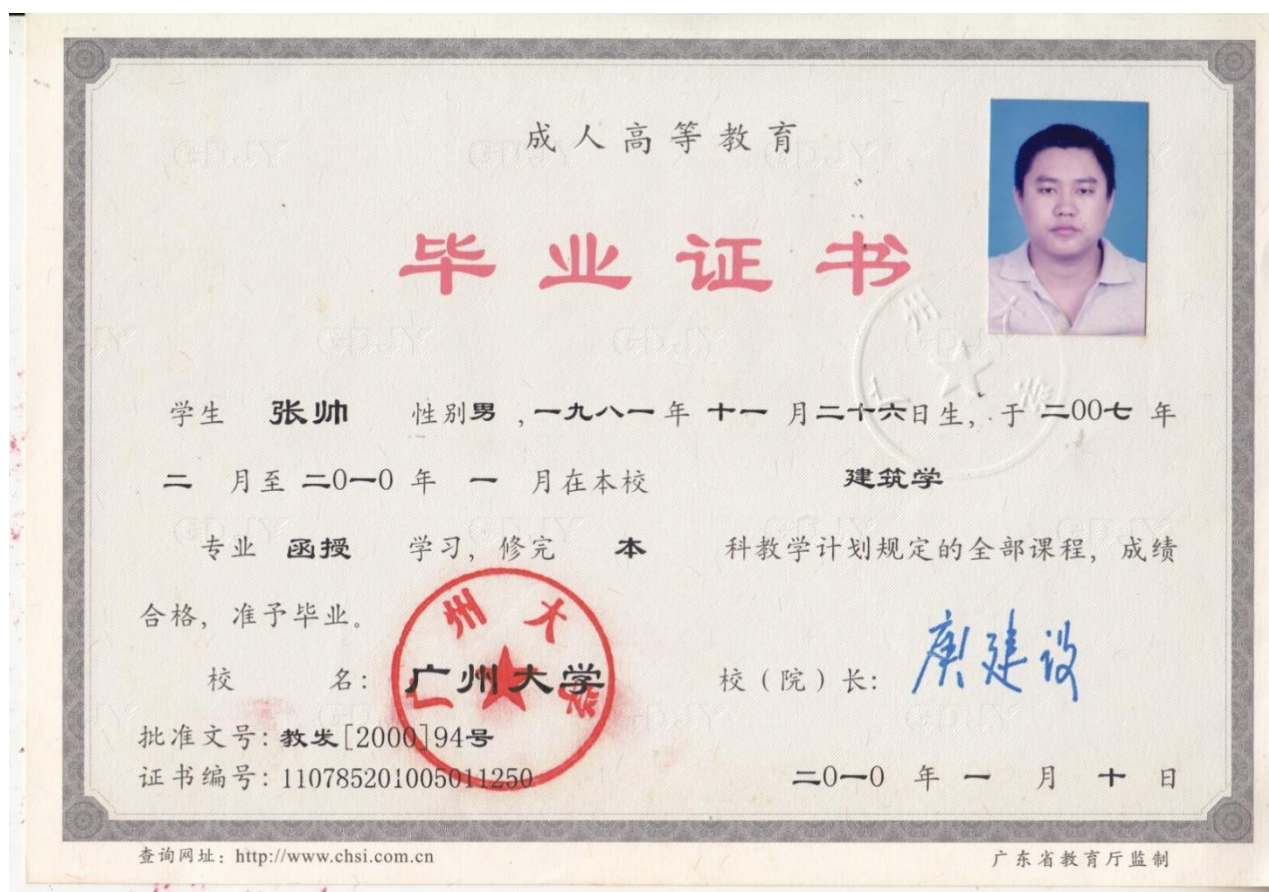 成人高等教育
毕业证书
学生 张帅 性别男，一九八一年 十一 月二十六日生，于 二00七 年
二 月至 二0一0 年 一 月在本校 建筑学
专业 函授 学习，修完 本 科教学计划规定的全部课程，成绩
合格，准予毕业。
校 名：广州大学 校（院）长：庾建设
广州大学
批准文号：教发[2000]94号
证书编号：110785201005011250 二0一0 年 一 月 十 日
查询网址：http://www.chsi.com.cn 广东省教育厅监制